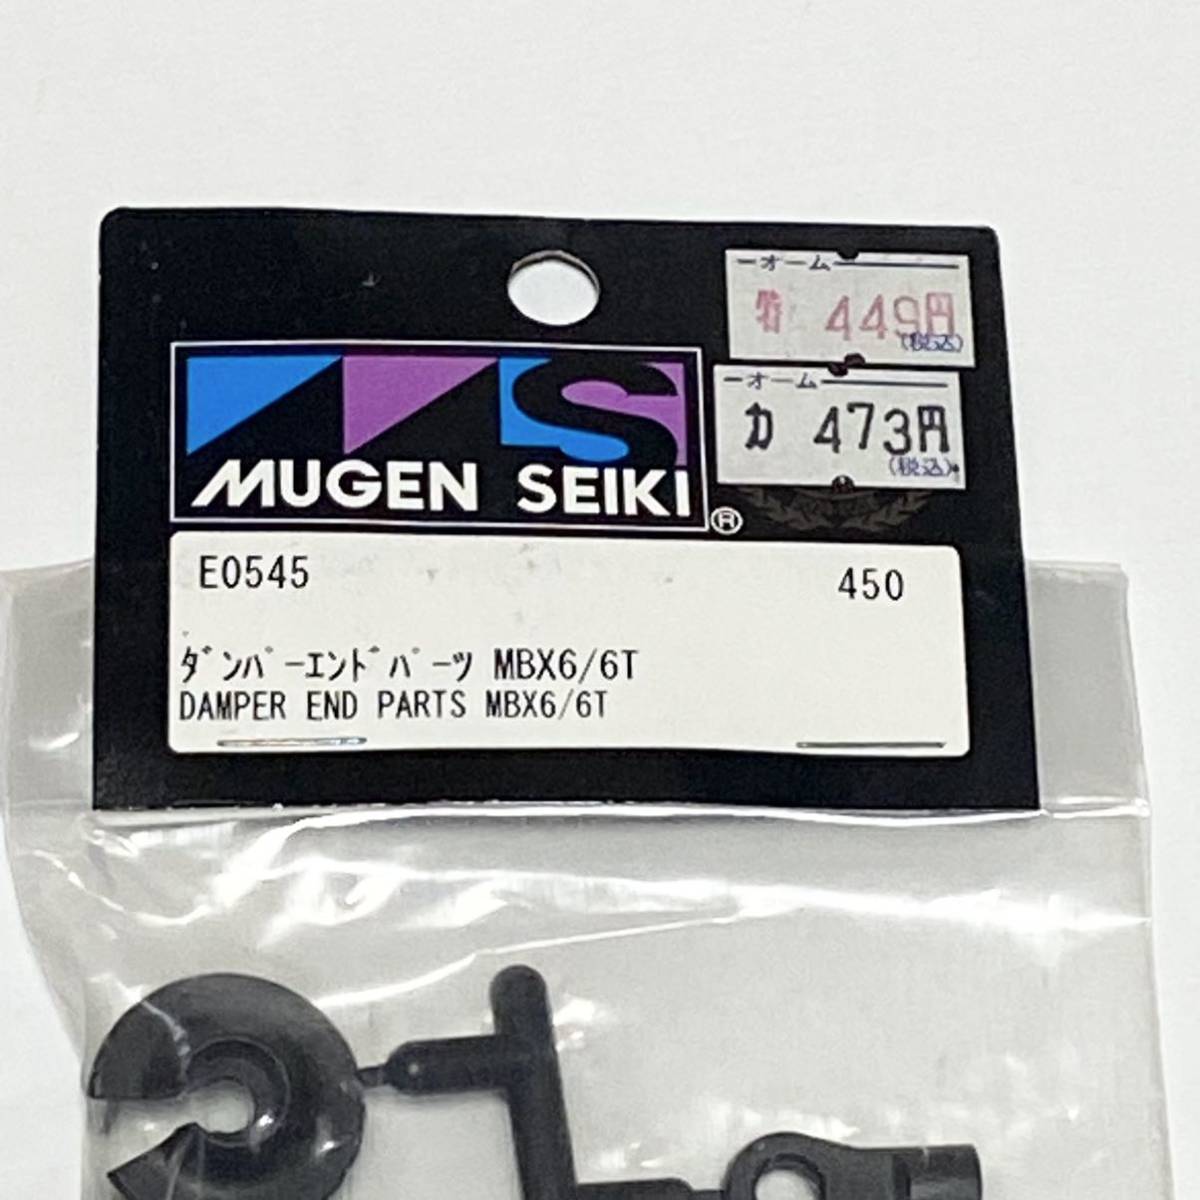 ーオームー
特 449円
(税込)
ーオームー
カ 473円
(税込)
MS
MUGEN SEIKI
®
E0545 450
ダンパーエンドパーツ MBX6/6T
DAMPER END PARTS MBX6/6T